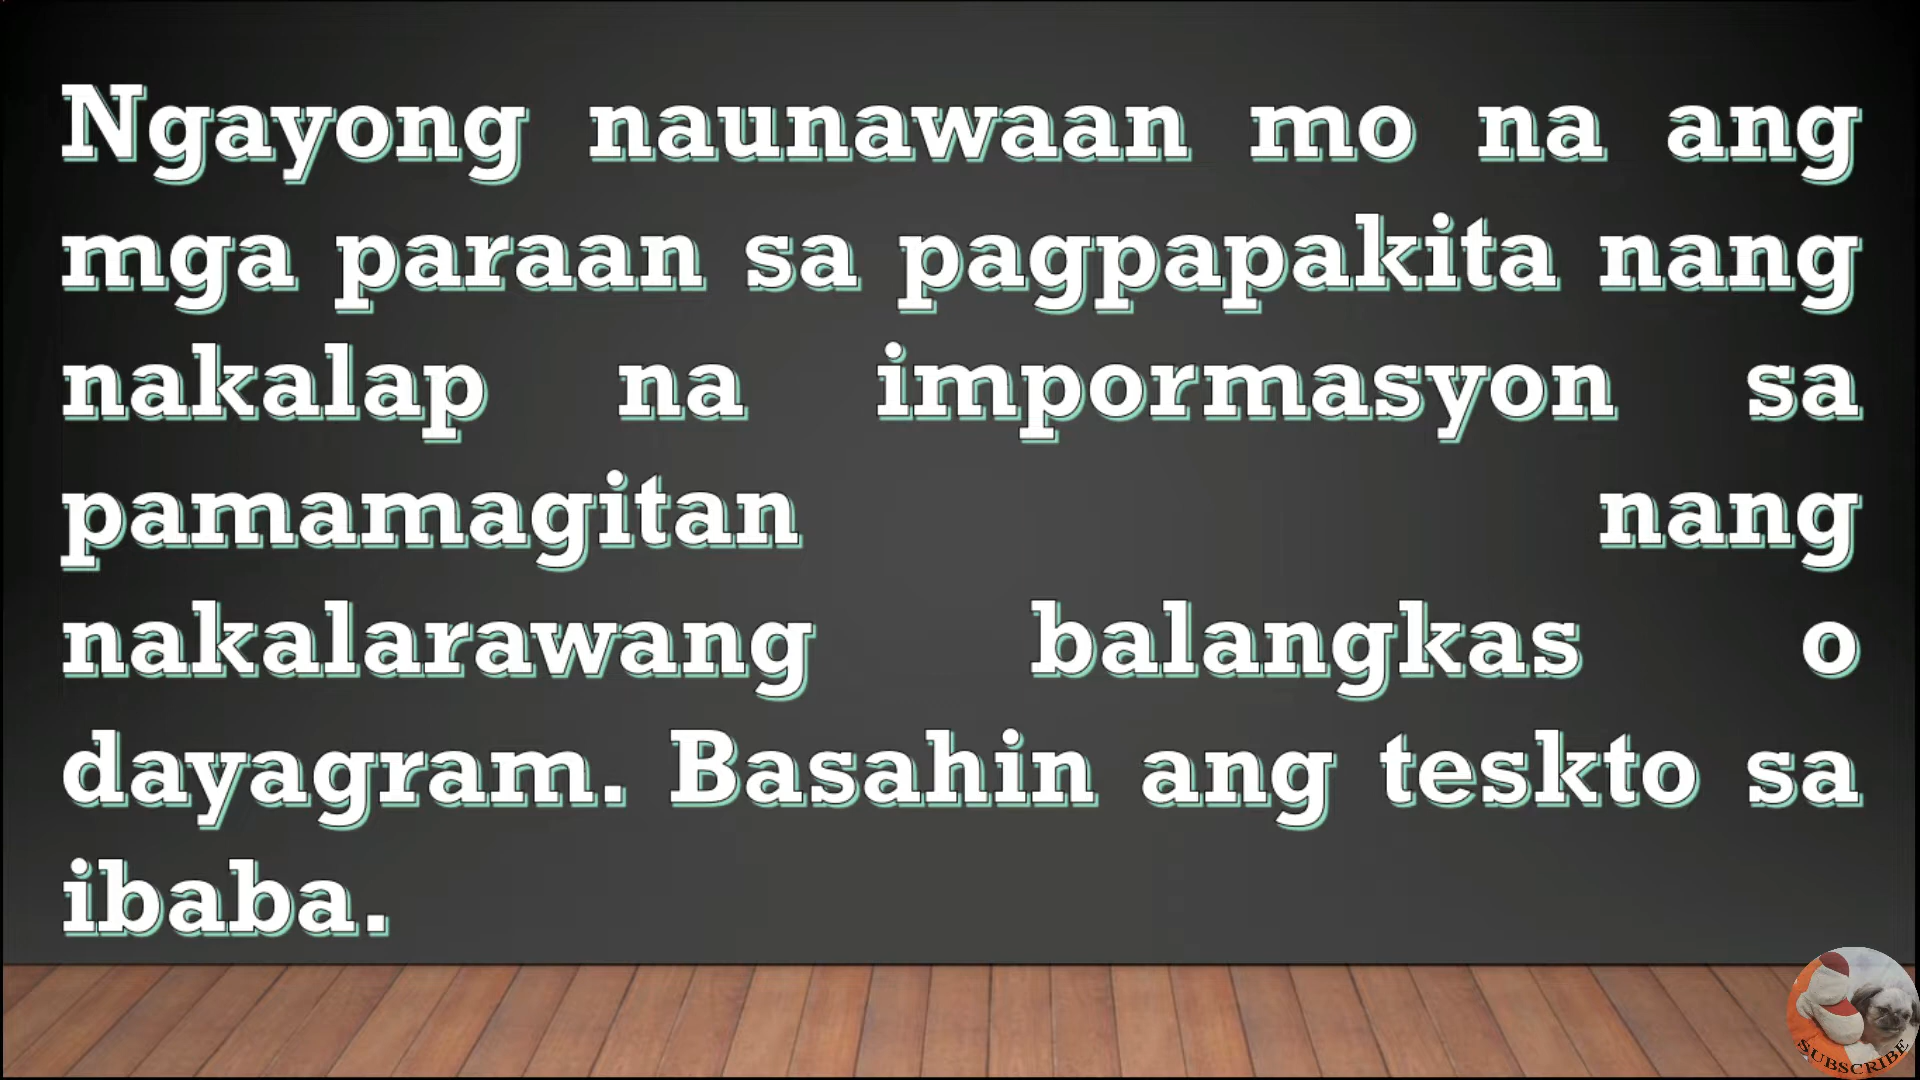 Ngayong naunawaan mo na ang
mga paraan sa pagpapakita nang
nakalap na impormasyon sa
pamamagitan nang
nakalarawang balangkas o
dayagram. Basahin ang teskto sa
ibaba.
SUBSCRIBE